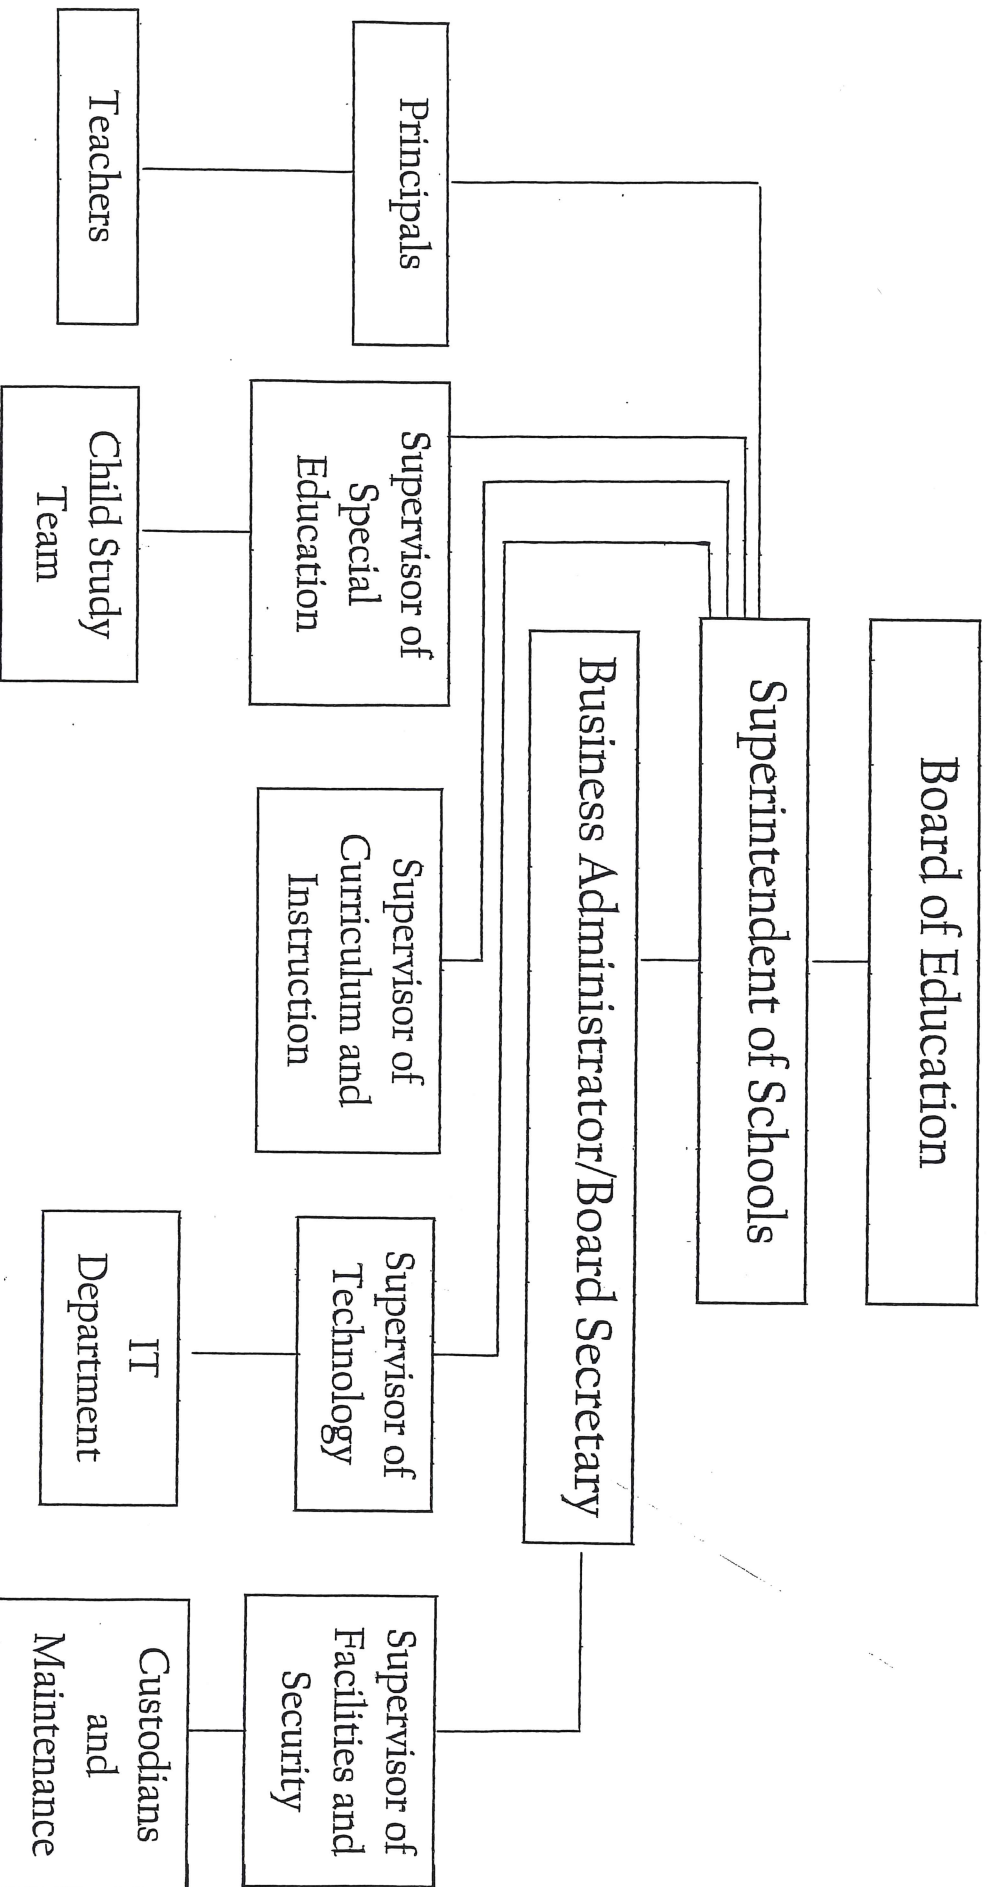 Board of Education
Superintendent of Schools
Business Administrator/Board Secretary
Principals
Supervisor of
Special
Education
Supervisor of
Curriculum and
Instruction
Supervisor of
Technology
Supervisor of
Facilities and
Security
Teachers
Child Study
Team
IT
Department
Custodians
and
Maintenance